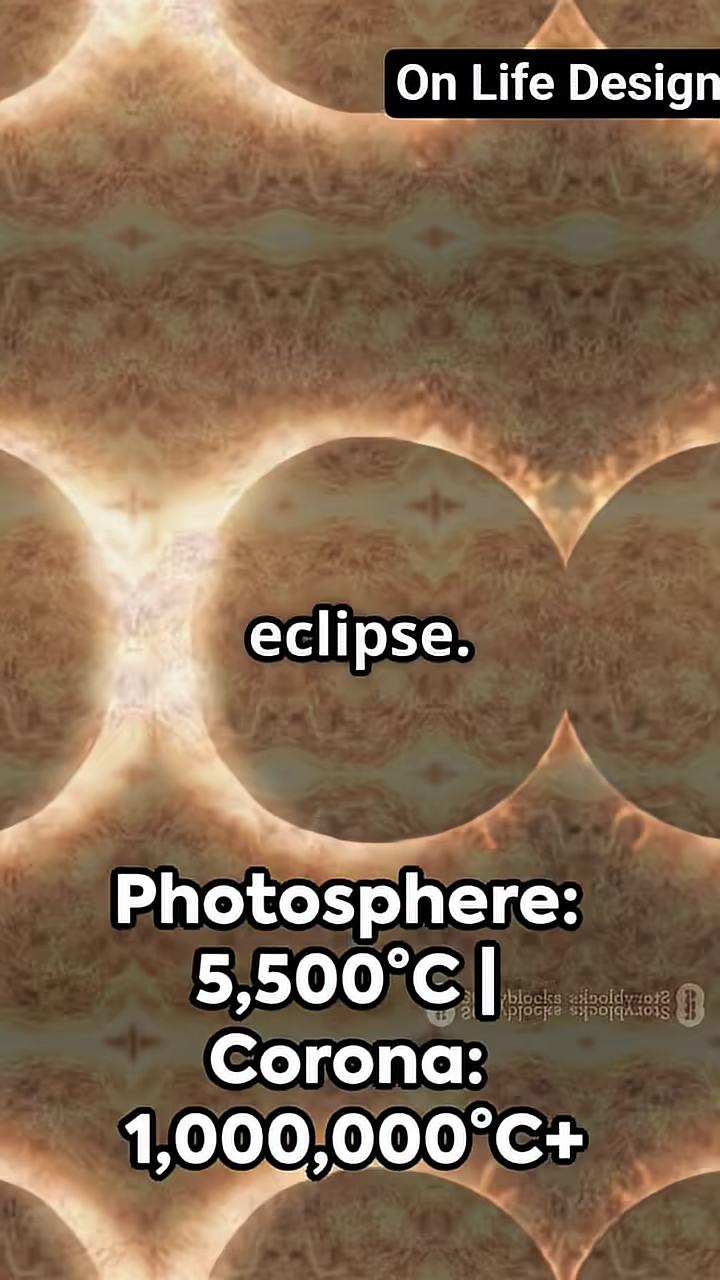 On Life Design
eclipse.
Photosphere:
5,500°C |
Corona:
1,000,000°C+